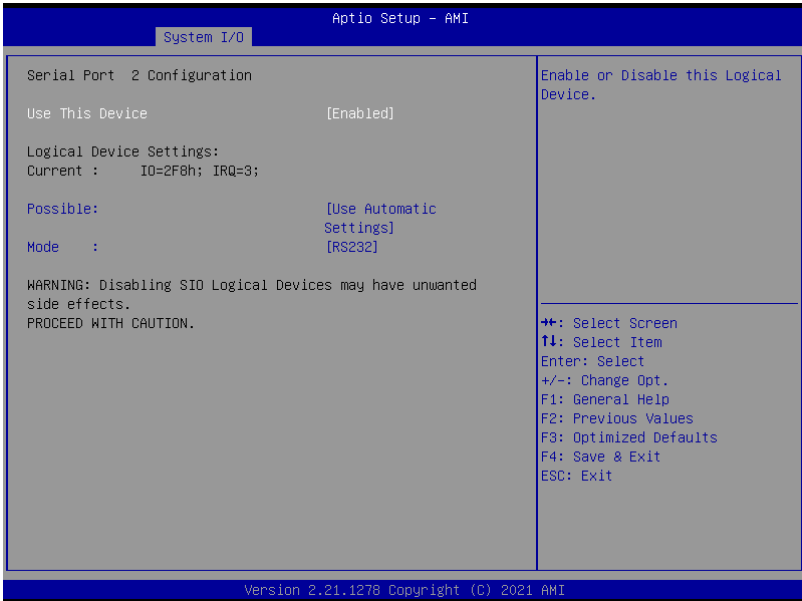 Aptio Setup - AMI
System I/O
Serial Port  2 Configuration
Use This Device [Enabled]
Logical Device Settings:
Current :     IO=2F8h; IRQ=3;
Possible: [Use Automatic
Settings]
Mode    : [RS232]
WARNING: Disabling SIO Logical Devices may have unwanted
side effects.
PROCEED WITH CAUTION.
Enable or Disable this Logical
Device.
→←: Select Screen
↑↓: Select Item
Enter: Select
+/-: Change Opt.
F1: General Help
F2: Previous Values
F3: Optimized Defaults
F4: Save & Exit
ESC: Exit
Version 2.21.1278 Copyright (C) 2021 AMI